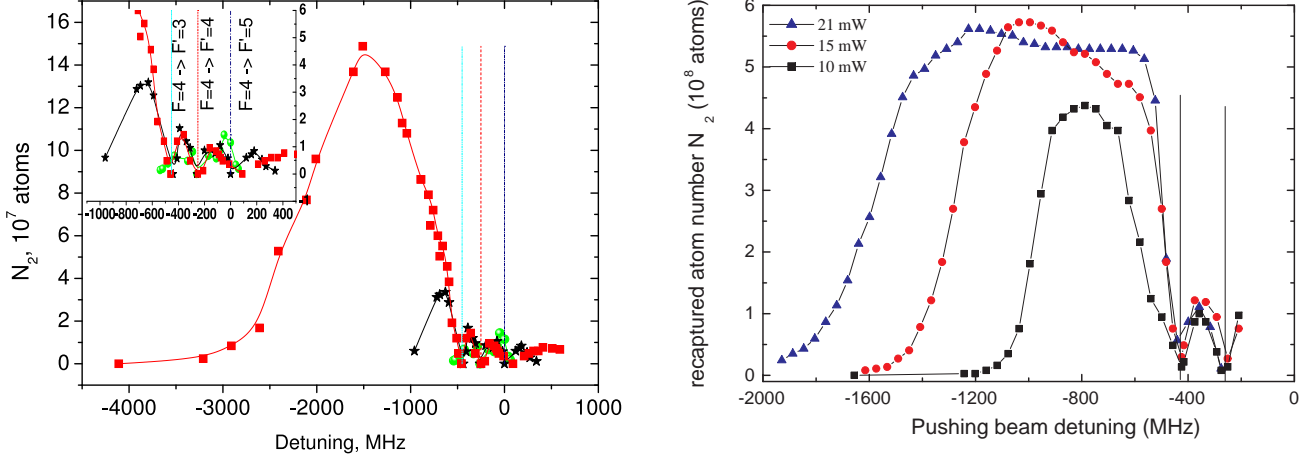 16
14
12
10
8
6
4
2
0
N2, 10^7 atoms
-4000 -3000 -2000 -1000 0 1000
Detuning, MHz
F=4 -> F'=3
F=4 -> F'=4
F=4 -> F'=5
6
5
4
3
2
1
0
-1000 -800 -600 -400 -200 0 200 400
6
5
4
3
2
1
0
recaptured atom number N 2 (10^8 atoms)
21 mW
15 mW
10 mW
-2000 -1600 -1200 -800 -400 0
Pushing beam detuning (MHz)